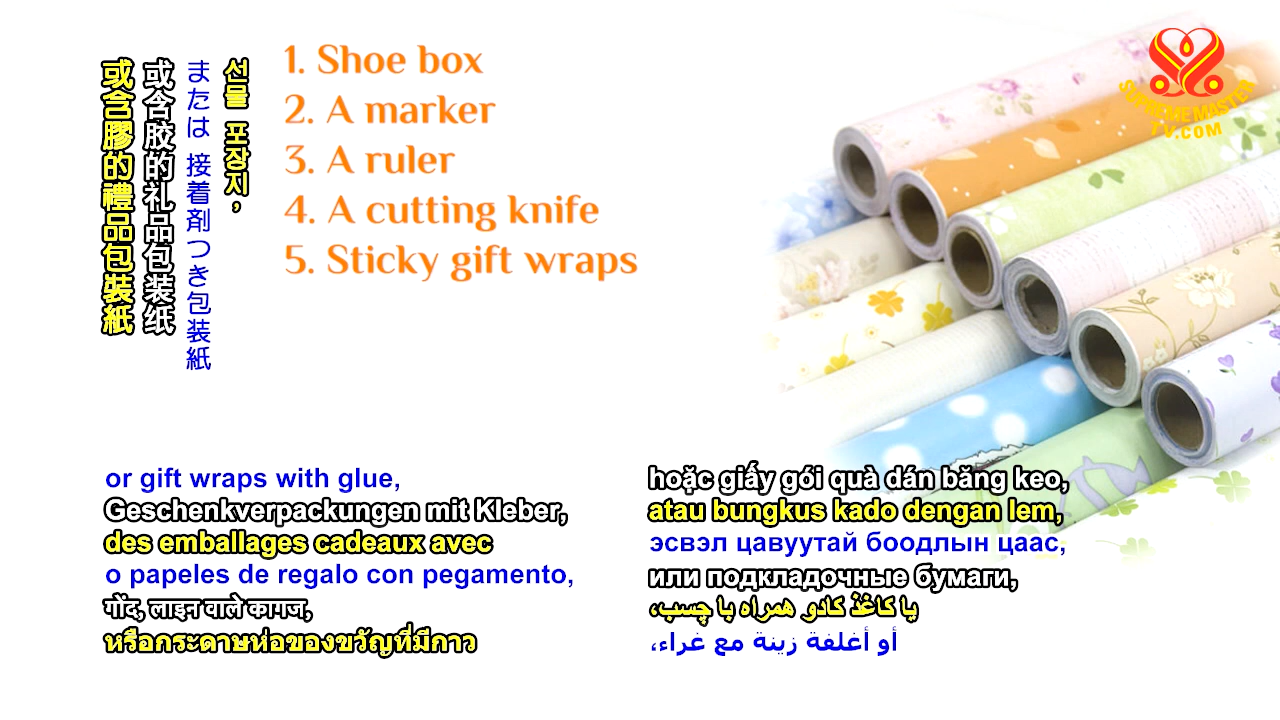 SUPREME MASTER
TV.COM
或含膠的禮品包裝紙
或含胶的礼品包装纸
または 接着剤つき包装紙
선물 포장지,
1. Shoe box
2. A marker
3. A ruler
4. A cutting knife
5. Sticky gift wraps
or gift wraps with glue,
Geschenkverpackungen mit Kleber,
des emballages cadeaux avec
o papeles de regalo con pegamento,
गोंद, लाइन वाले कागज,
หรือกระดาษห่อของขวัญที่มีกาว
hoặc giấy gói quà dán băng keo,
atau bungkus kado dengan lem,
эсвэл цавуутай боодлын цаас,
или подкладочные бумаги,
یا کاغذ کادو همراه با چسب،
أو أغلفة زينة مع غراء،